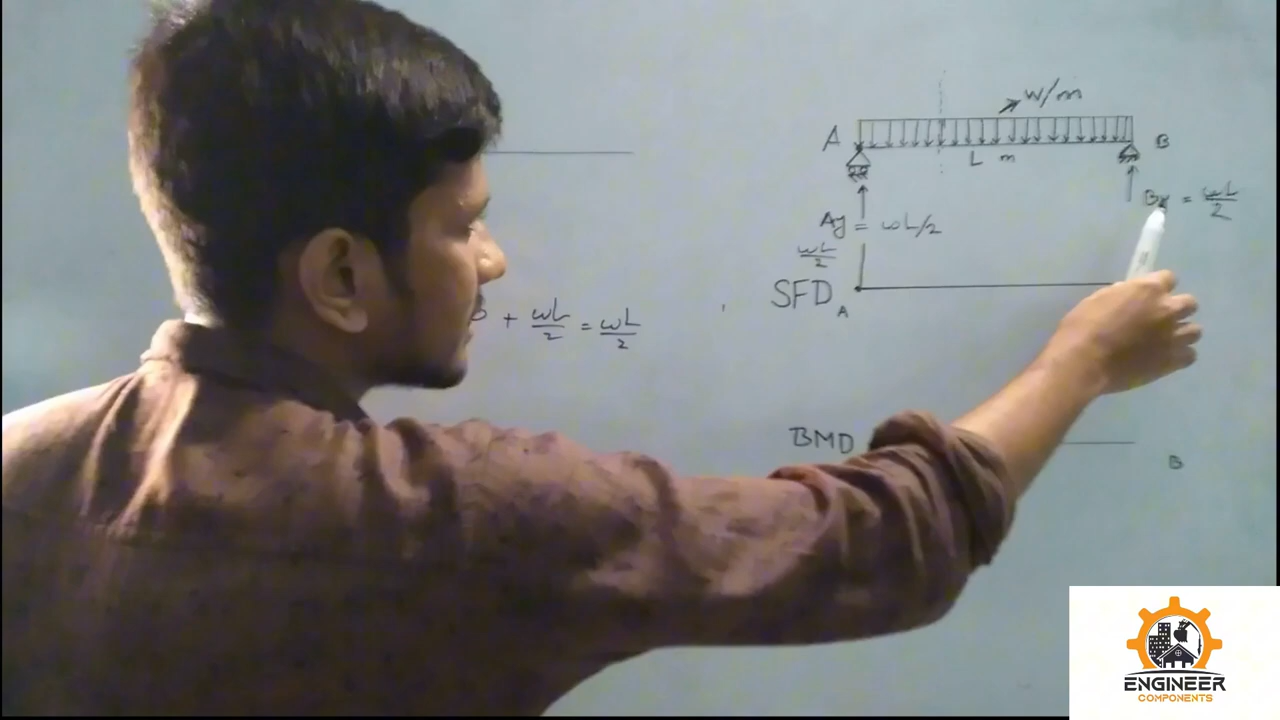 W/m
A
B
L m
By = wL/2
Ay = wL/2
wL/2
SFD
A
+ wL/2 = wL/2
BMD
B
ENGINEER
COMPONENTS